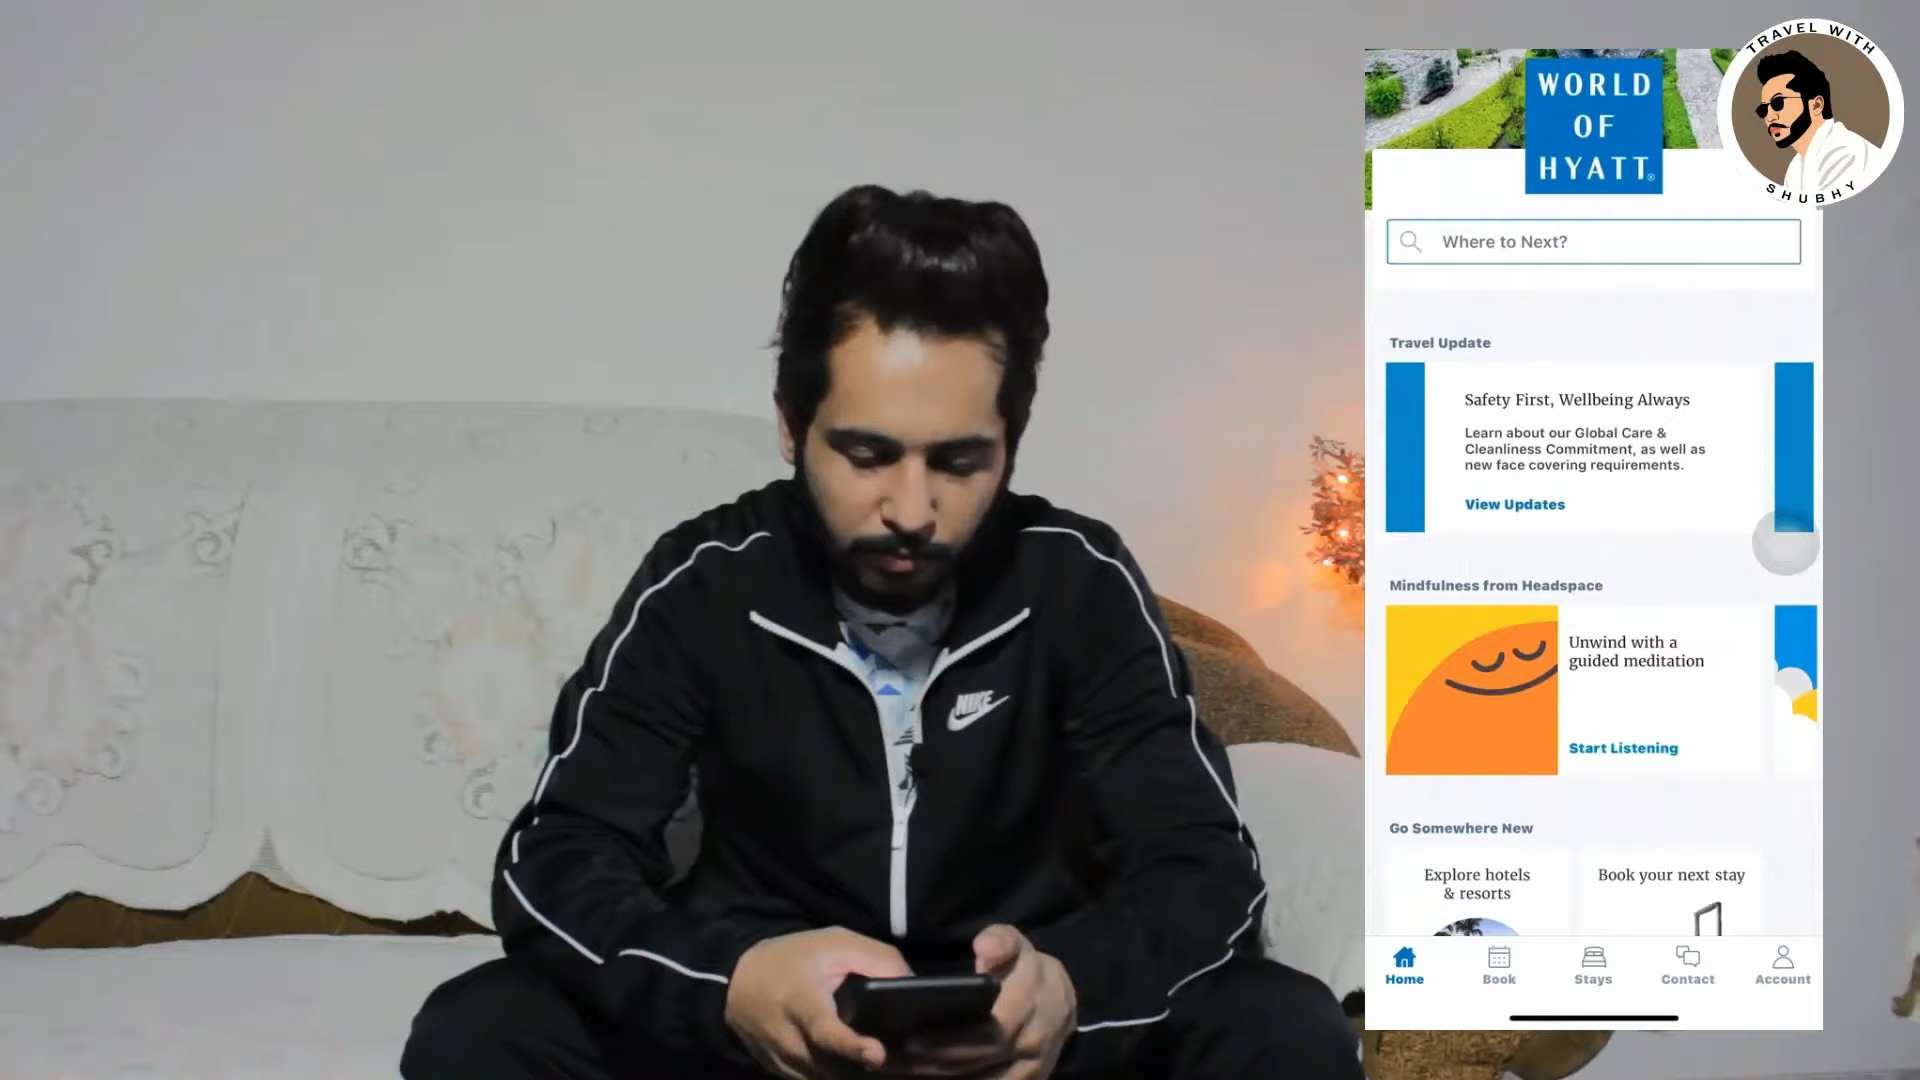 TRAVEL WITH
SHUBHY
WORLD
OF
HYATT®
Where to Next?
Travel Update
Safety First, Wellbeing Always
Learn about our Global Care &
Cleanliness Commitment, as well as
new face covering requirements.
View Updates
Mindfulness from Headspace
Unwind with a
guided meditation
Start Listening
Go Somewhere New
Explore hotels
& resorts
Book your next stay
Home
Book
Stays
Contact
Account
NIKE